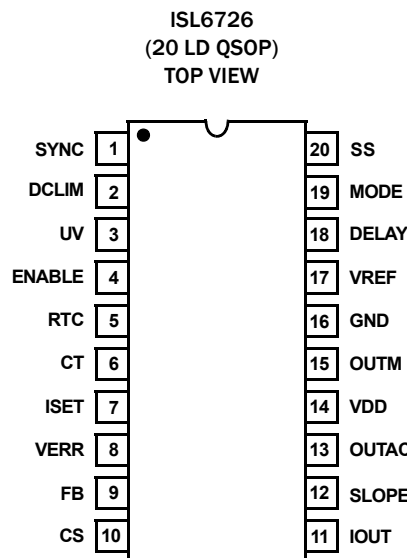 ISL6726
(20 LD QSOP)
TOP VIEW
SYNC 1 20 SS
DCLIM 2 19 MODE
UV 3 18 DELAY
ENABLE 4 17 VREF
RTC 5 16 GND
CT 6 15 OUTM
ISET 7 14 VDD
VERR 8 13 OUTAC
FB 9 12 SLOPE
CS 10 11 IOUT